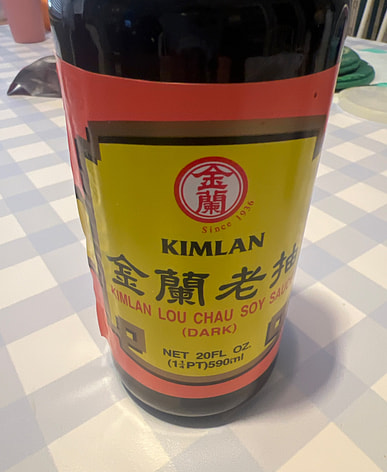 金蘭
Since 1936
KIMLAN
金蘭老抽
KIMLAN LOU CHAU SOY SAUCE
(DARK)
NET 20FL OZ.
(1¼PT)590ml